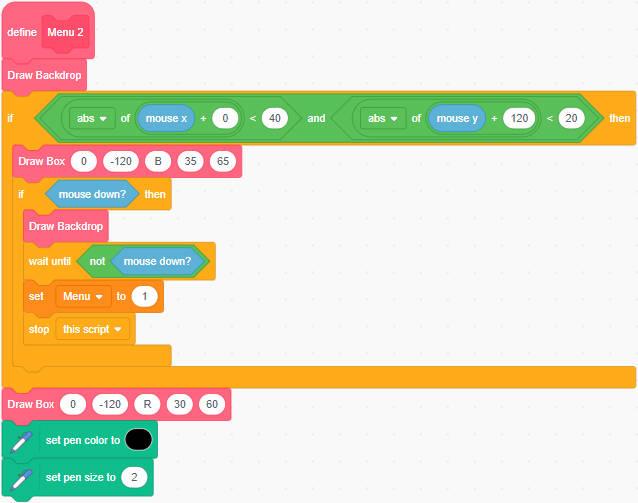 define Menu 2
Draw Backdrop
if abs of mouse x + 0 < 40 and abs of mouse y + 120 < 20 then
Draw Box 0 -120 B 35 65
if mouse down? then
Draw Backdrop
wait until not mouse down?
set Menu to 1
stop this script
Draw Box 0 -120 R 30 60
set pen color to
set pen size to 2